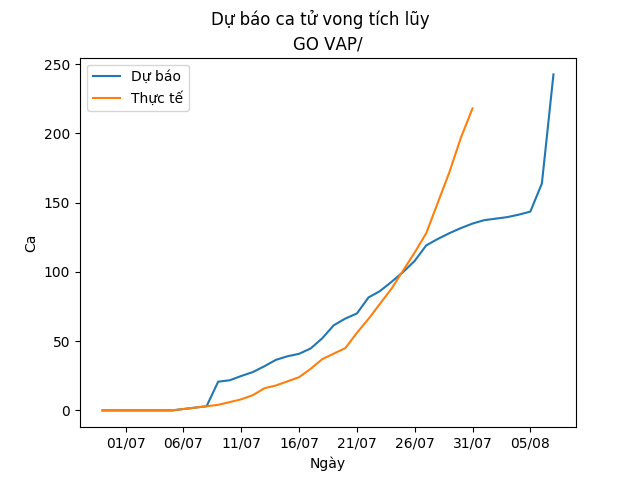 Dự báo ca tử vong tích lũy
GO VAP/
Dự báo
Thực tế
Ca
250
200
150
100
50
0
01/07 06/07 11/07 16/07 21/07 26/07 31/07 05/08
Ngày